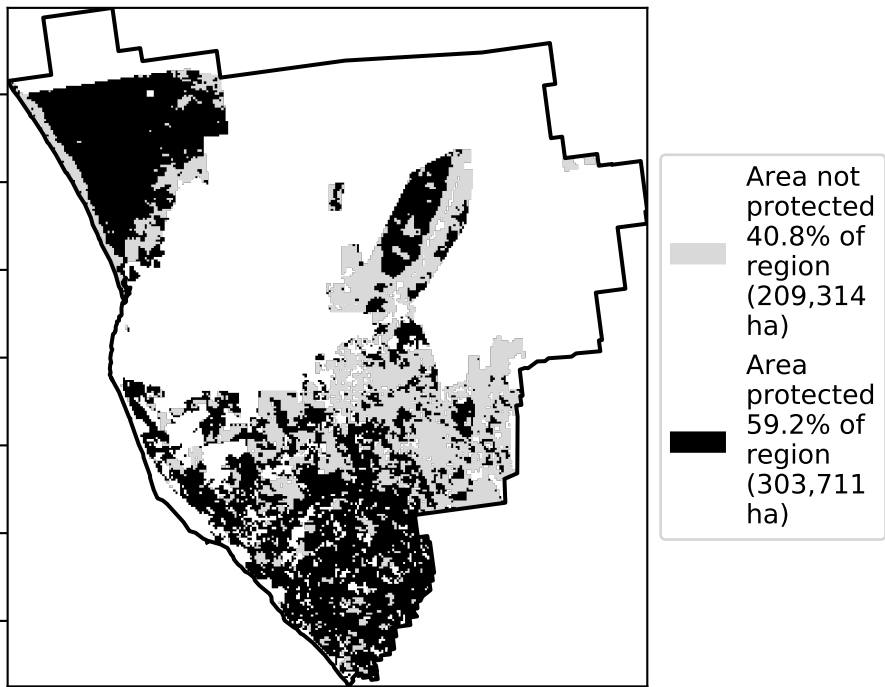 Area not
protected
40.8% of
region
(209,314
ha)
Area
protected
59.2% of
region
(303,711
ha)